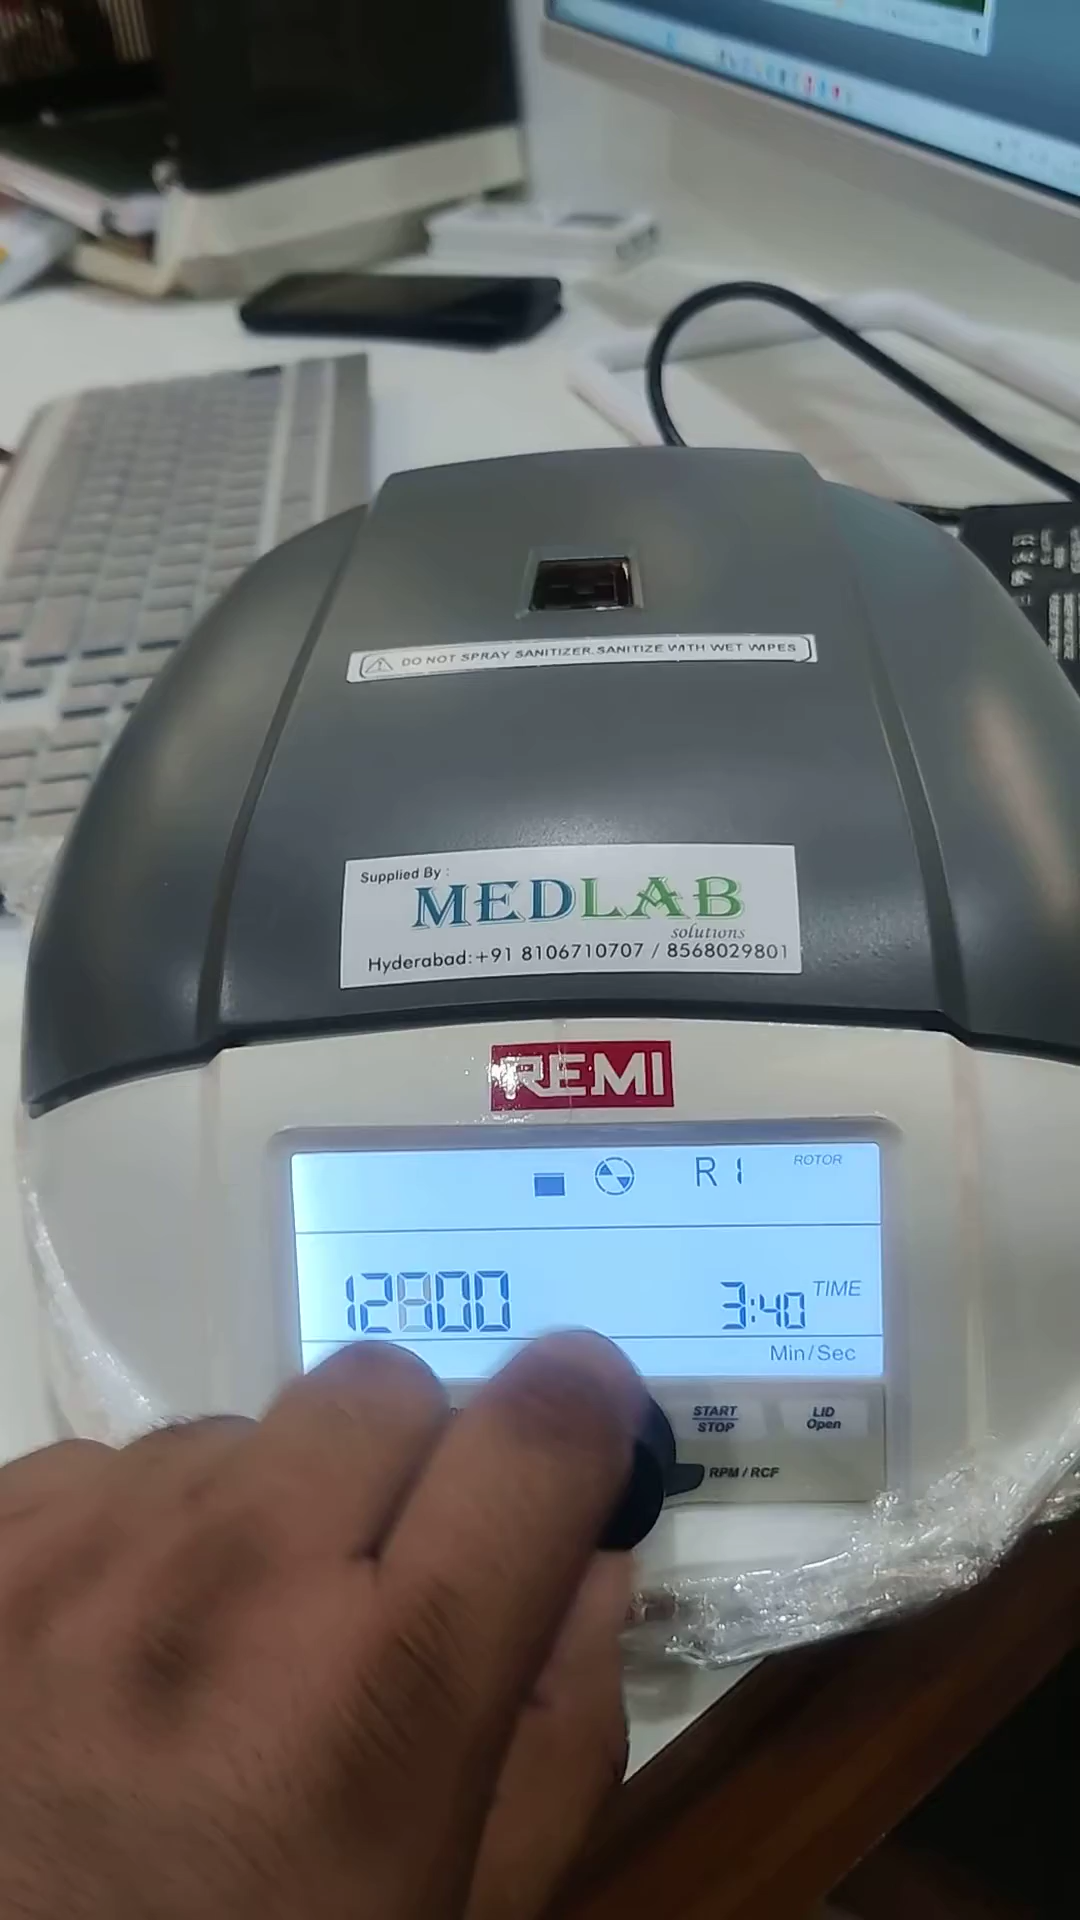 DO NOT SPRAY SANITIZER. SANITIZE WITH WET WIPES
Supplied By :
MEDLAB
solutions
Hyderabad:+91 8106710707 / 8568029801
REMI
R1 ROTOR
3:40 TIME
Min/Sec
START
STOP
LID
Open
RPM / RCF